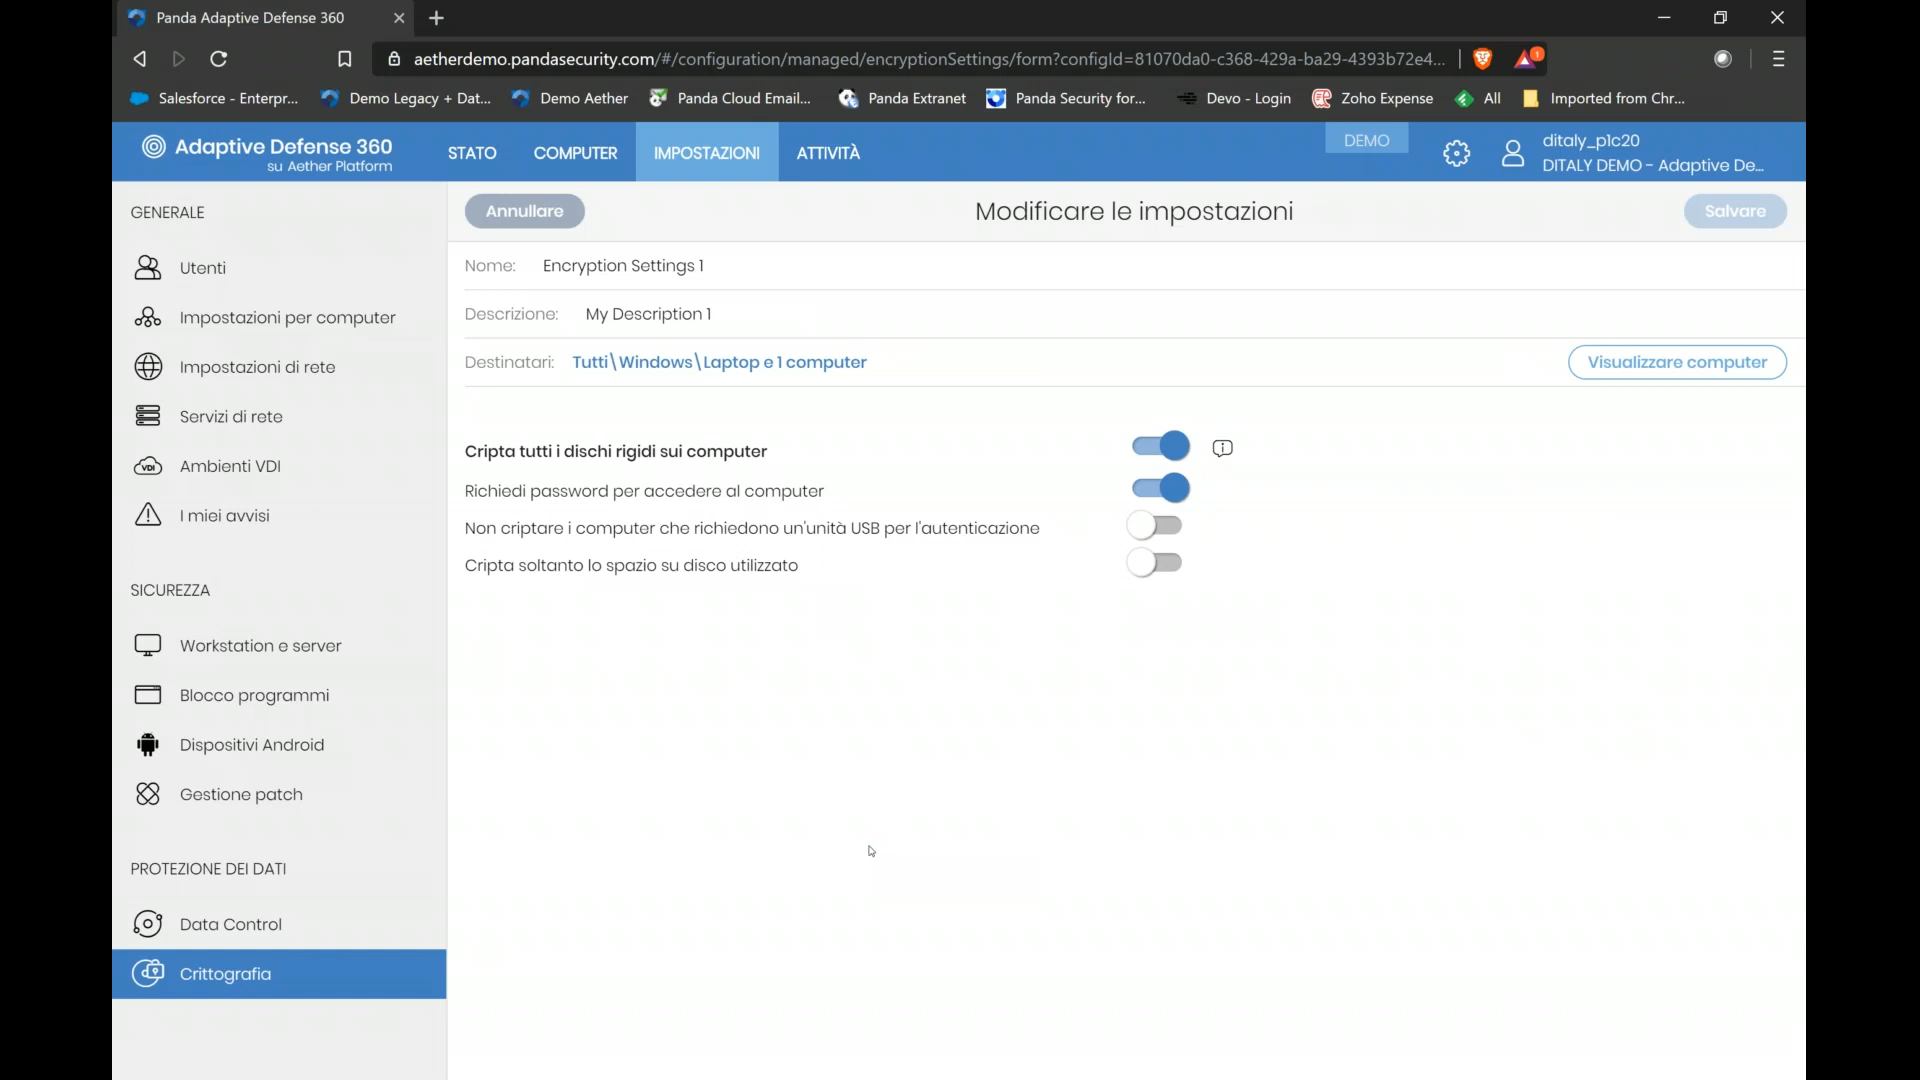 Panda Adaptive Defense 360
aetherdemo.pandasecurity.com/#/configuration/managed/encryptionSettings/form?configId=81070da0-c368-429a-ba29-4393b72e4...
1
Salesforce - Enterpr...
Demo Legacy + Dat...
Demo Aether
Panda Cloud Email...
Panda Extranet
Panda Security for...
Devo - Login
Zoho Expense
All
Imported from Chr...
Adaptive Defense 360
su Aether Platform
STATO
COMPUTER
IMPOSTAZIONI
ATTIVITÀ
DEMO
ditaly_p1c20
DITALY DEMO - Adaptive De...
GENERALE
Utenti
Impostazioni per computer
Impostazioni di rete
Servizi di rete
VDI
Ambienti VDI
I miei avvisi
SICUREZZA
Workstation e server
Blocco programmi
Dispositivi Android
Gestione patch
PROTEZIONE DEI DATI
Data Control
Crittografia
Annullare
Modificare le impostazioni
Salvare
Nome: Encryption Settings 1
Descrizione: My Description 1
Destinatari: Tutti\Windows\Laptop e 1 computer
Visualizzare computer
Cripta tutti i dischi rigidi sui computer
Richiedi password per accedere al computer
Non criptare i computer che richiedono un'unità USB per l'autenticazione
Cripta soltanto lo spazio su disco utilizzato